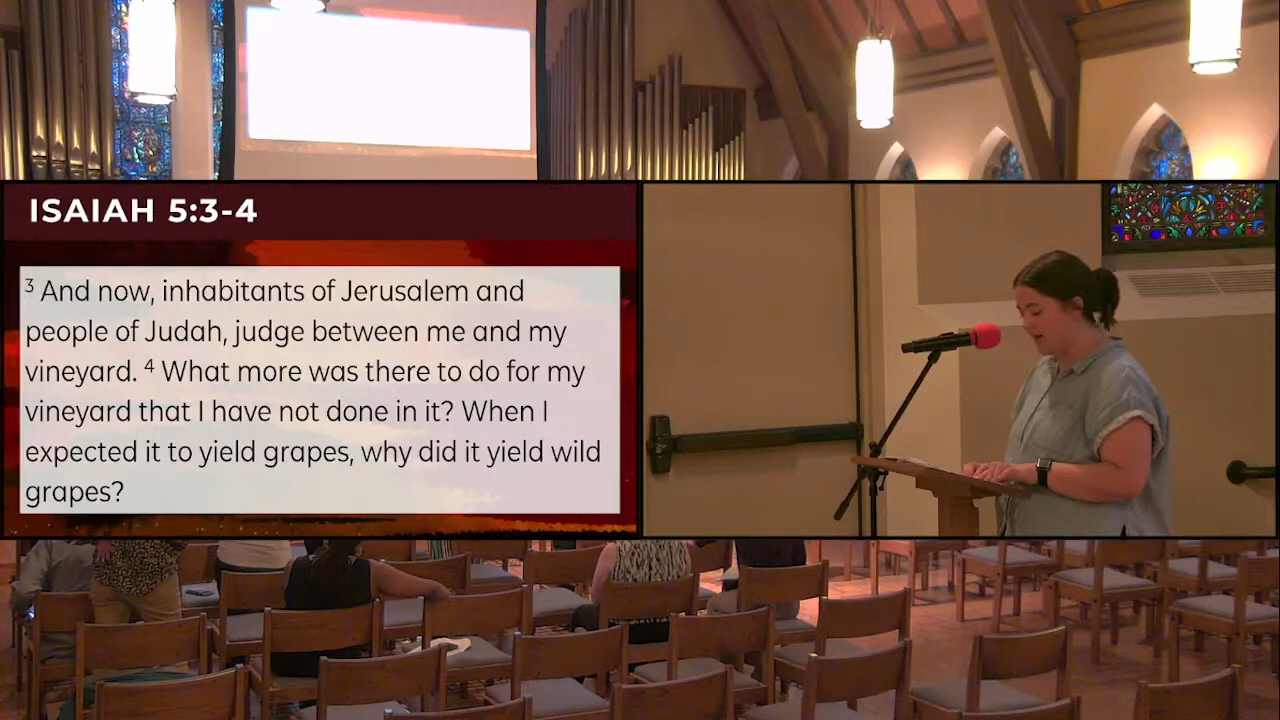 ISAIAH 5:3-4
³ And now, inhabitants of Jerusalem and
people of Judah, judge between me and my
vineyard. ⁴ What more was there to do for my
vineyard that I have not done in it? When I
expected it to yield grapes, why did it yield wild
grapes?